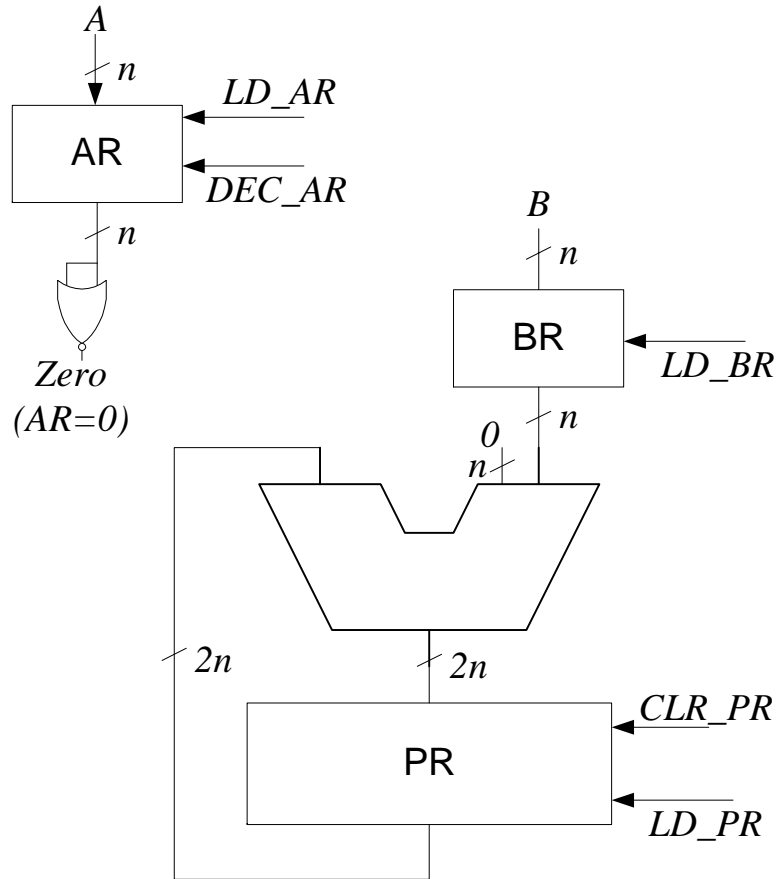 A
n
LD_AR
AR
DEC_AR
n
Zero
(AR=0)
B
n
BR
LD_BR
n
0
n
2n
2n
CLR_PR
PR
LD_PR